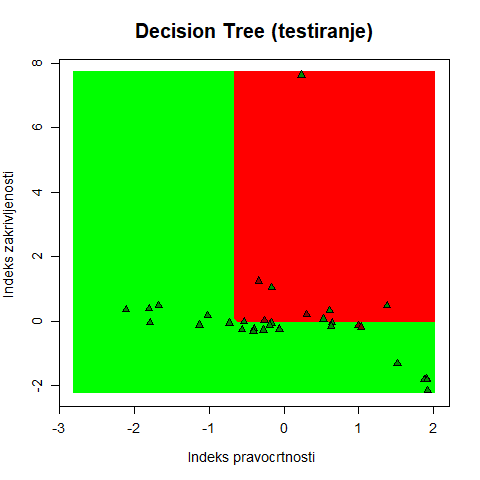 Decision Tree (testiranje)
Indeks zakrivljenosti
8
6
4
2
0
-2
-3 -2 -1 0 1 2
Indeks pravocrtnosti